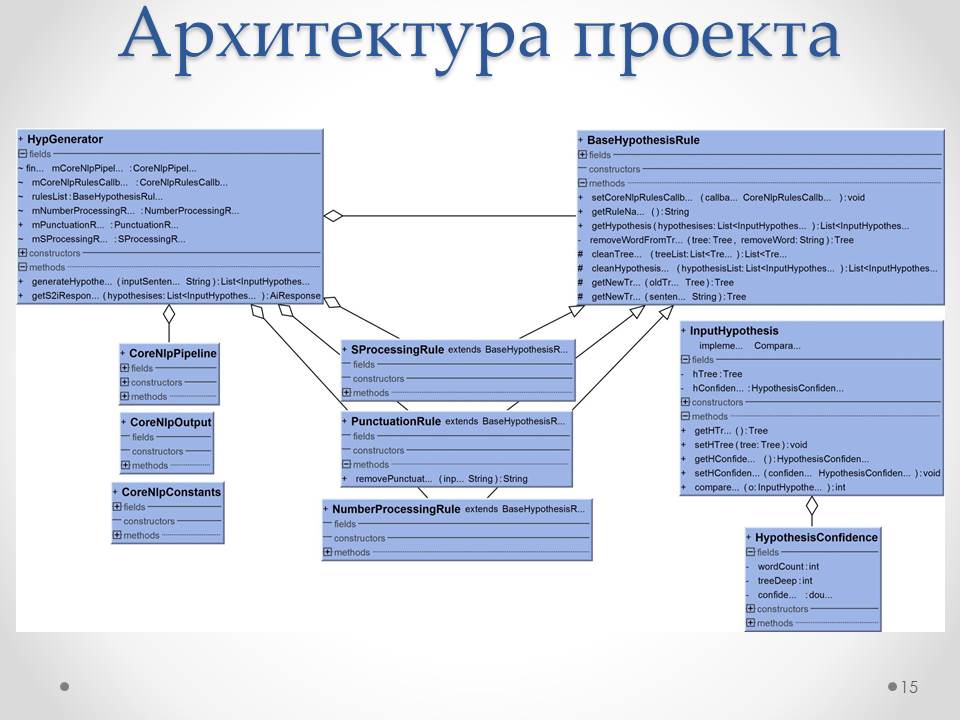 Архитектура проекта
+ HypGenerator
fields
~ fin... mCoreNlpPipel... :CoreNlpPipel...
~ mCoreNlpRulesCallb... :CoreNlpRulesCallb...
~ rulesList:BaseHypothesisRul...
~ mNumberProcessingR... :NumberProcessingR...
+ mPunctuationR... :PunctuationR...
~ mSProcessingR... :SProcessingR...
constructors
methods
+ generateHypothe... (inputSenten... String):List<InputHypothes...
+ getS2iRespon... (hypothesises:List<InputHypothes... ):AiResponse
+ BaseHypothesisRule
fields
constructors
methods
+ setCoreNlpRulesCallb... (callba... CoreNlpRulesCallb... ):void
+ getRuleNa... ():String
+ getHypothesis(hypothesises:List<InputHypothes... ):List<InputHypothes...
- removeWordFromTr... (tree:Tree, removeWord:String):Tree
# cleanTree... (treeList:List<Tre... ):List<Tre...
# cleanHypothesis... (hypothesisList:List<InputHypothes... ):List<InputHypothes...
# getNewTr... (oldTr... Tree):Tree
# getNewTr... (senten... String):Tree
+ CoreNlpPipeline
fields
constructors
methods
+ CoreNlpOutput
fields
constructors
methods
+ CoreNlpConstants
fields
constructors
methods
+ SProcessingRule extends BaseHypothesisR...
fields
constructors
methods
+ PunctuationRule extends BaseHypothesisR...
fields
constructors
methods
+ removePunctuat... (inp... String):String
+ NumberProcessingRule extends BaseHypothesisR...
fields
constructors
methods
+ InputHypothesis
impleme... Compara...
fields
- hTree:Tree
- hConfiden... :HypothesisConfiden...
constructors
methods
+ getHTr... ():Tree
+ setHTree(tree:Tree):void
+ getHConfide... ():HypothesisConfiden...
+ setHConfiden... (confiden... HypothesisConfiden... ):void
+ compare... (o:InputHypothe... ):int
+ HypothesisConfidence
fields
- wordCount:int
- treeDeep:int
- confide... :dou...
constructors
methods
15